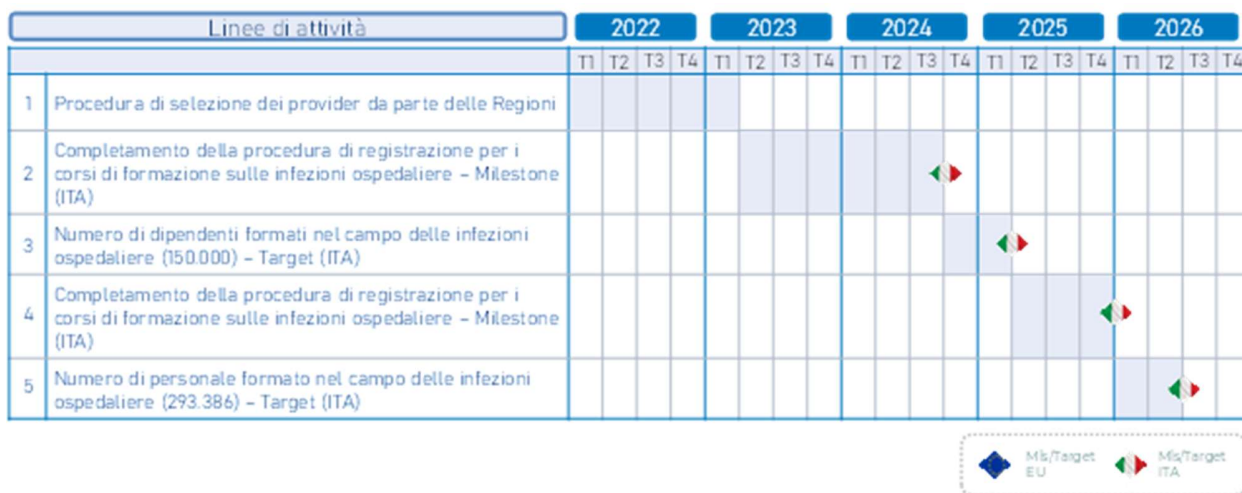 Linee di attività 2022 2023 2024 2025 2026
T1 T2 T3 T4 T1 T2 T3 T4 T1 T2 T3 T4 T1 T2 T3 T4 T1 T2 T3 T4
1 Procedura di selezione dei provider da parte delle Regioni
2 Completamento della procedura di registrazione per i
corsi di formazione sulle infezioni ospedaliere – Milestone
(ITA)
3 Numero di dipendenti formati nel campo delle infezioni
ospedaliere (150.000) – Target (ITA)
4 Completamento della procedura di registrazione per i
corsi di formazione sulle infezioni ospedaliere – Milestone
(ITA)
5 Numero di personale formato nel campo delle infezioni
ospedaliere (293.386) – Target (ITA)
Mls/Target Mls/Target
EU ITA